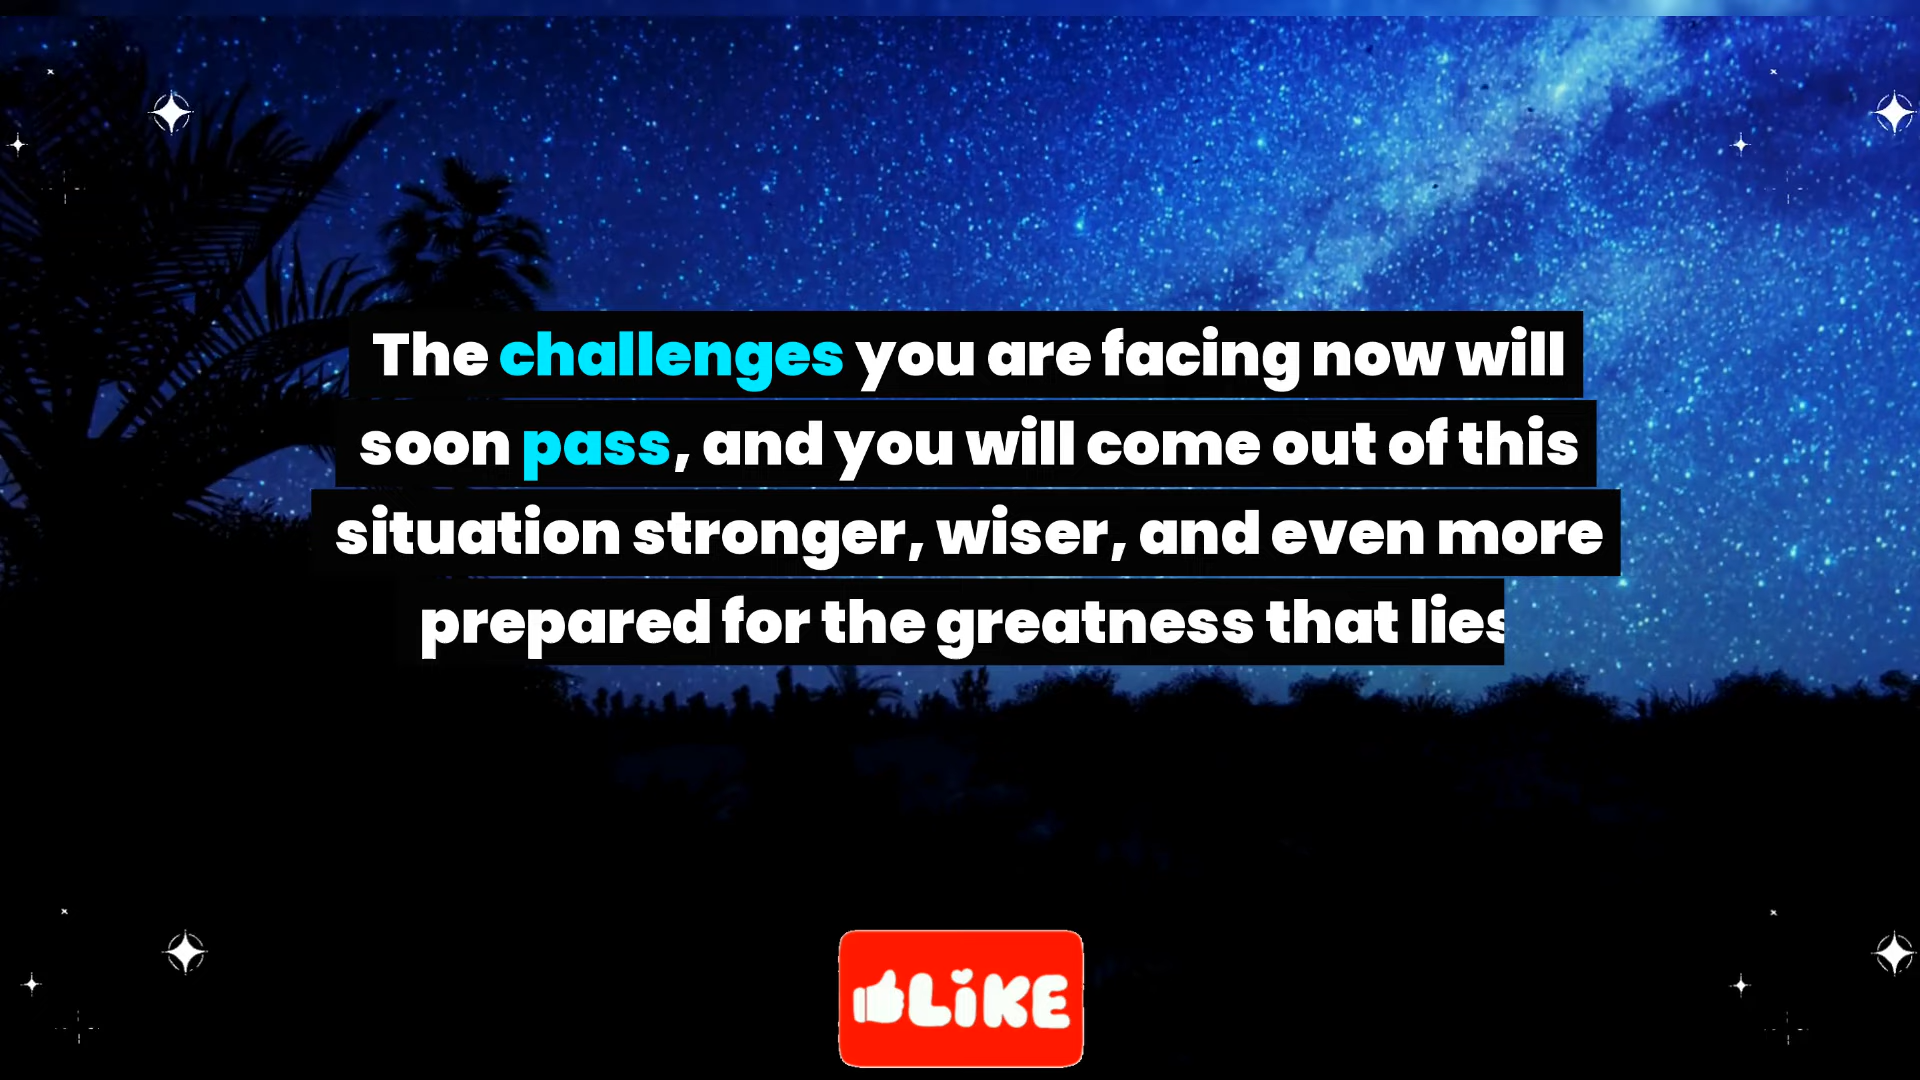 The challenges you are facing now will
soon pass, and you will come out of this
situation stronger, wiser, and even more
prepared for the greatness that lies
LiKE